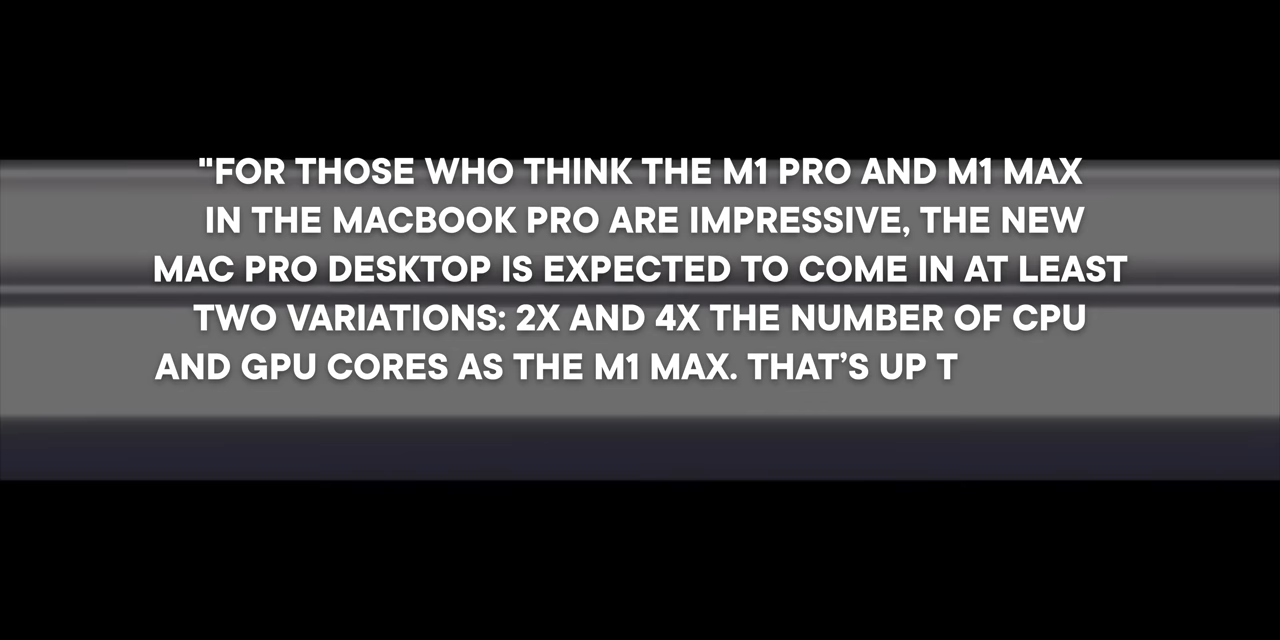 "FOR THOSE WHO THINK THE M1 PRO AND M1 MAX
IN THE MACBOOK PRO ARE IMPRESSIVE, THE NEW
MAC PRO DESKTOP IS EXPECTED TO COME IN AT LEAST
TWO VARIATIONS: 2X AND 4X THE NUMBER OF CPU
AND GPU CORES AS THE M1 MAX. THAT’S UP T